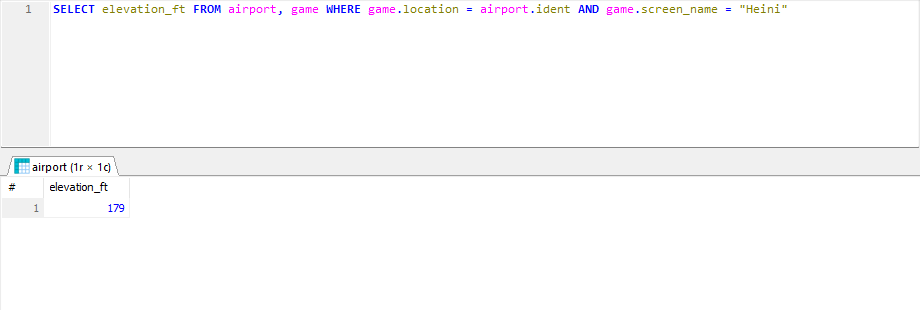 1 SELECT elevation_ft FROM airport, game WHERE game.location = airport.ident AND game.screen_name = "Heini"
airport (1r × 1c)
# elevation_ft
1 179